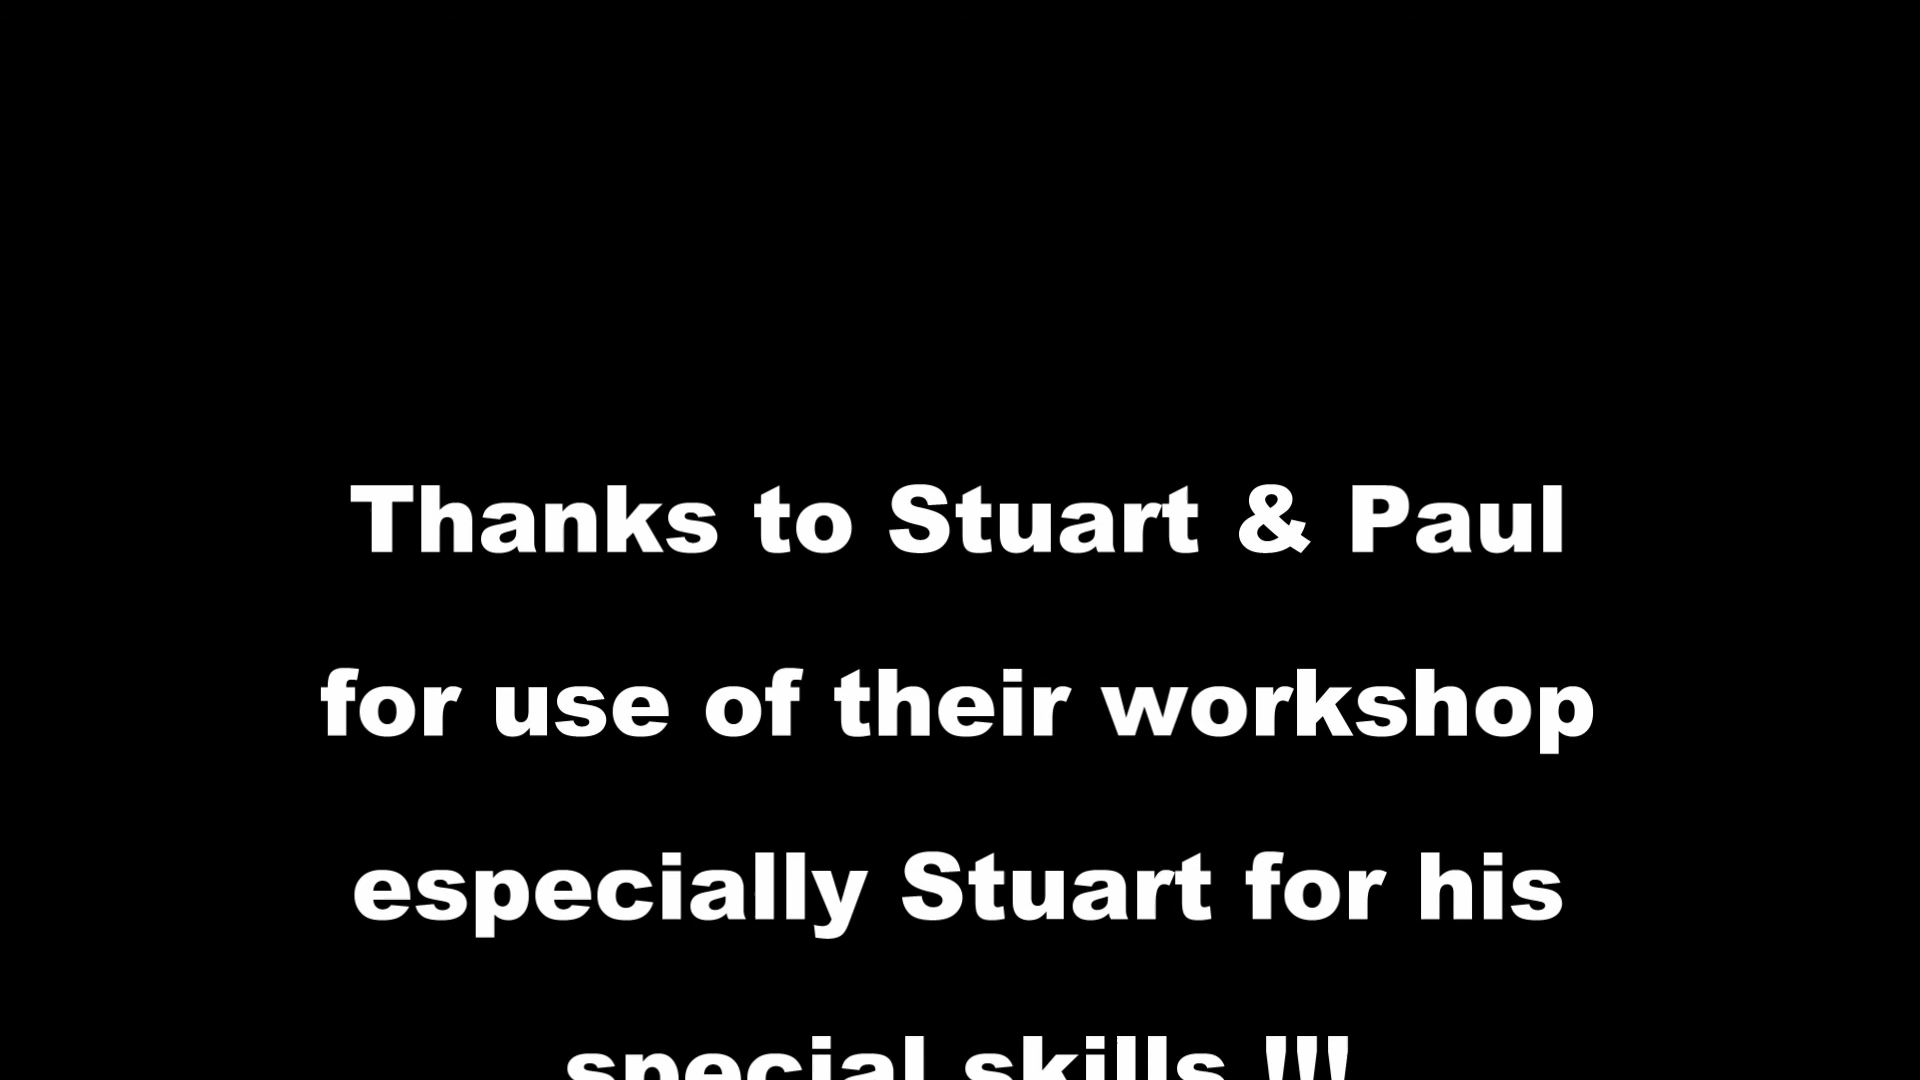 Thanks to Stuart & Paul
for use of their workshop
especially Stuart for his
special skills !!!